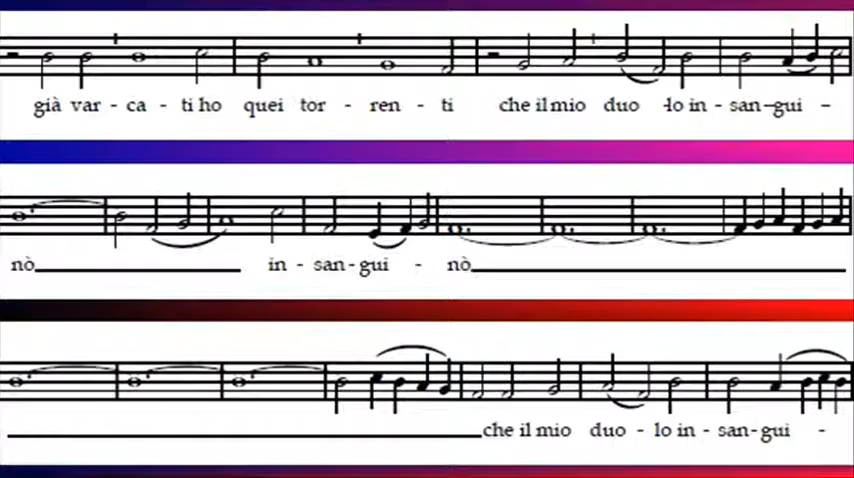 già var - ca - ti ho quei tor - ren - ti che il mio duo - lo in - san - gui -
nò in - san - gui - nò
che il mio duo - lo in - san - gui -